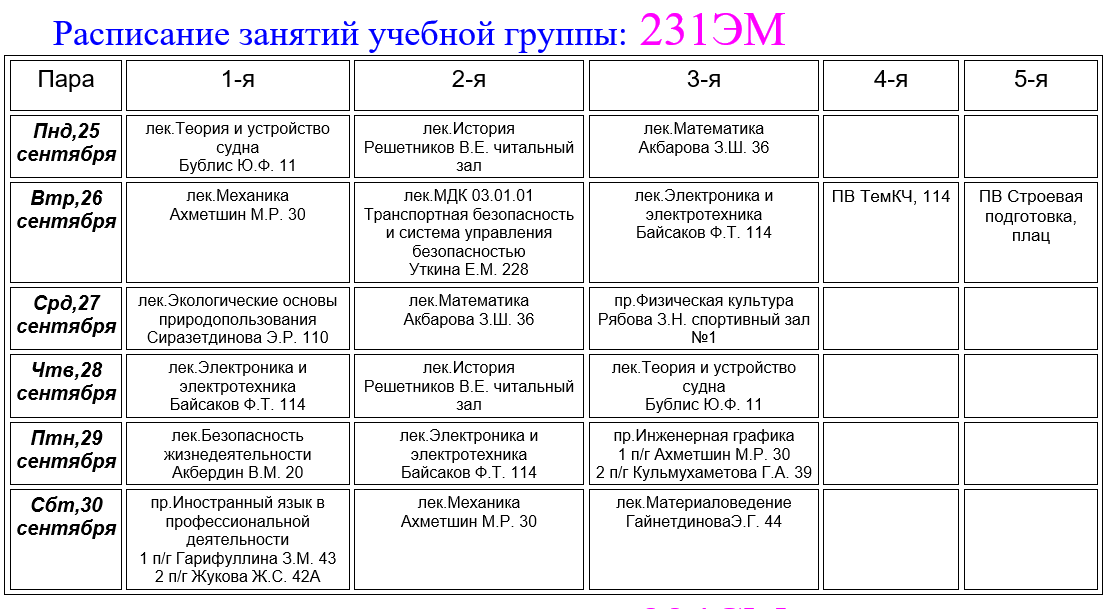 Расписание занятий учебной группы: 231ЭМ
Пара 1-я 2-я 3-я 4-я 5-я
Пнд,25
сентября
лек.Теория и устройство
судна
Бублис Ю.Ф. 11
лек.История
Решетников В.Е. читальный
зал
лек.Математика
Акбарова З.Ш. 36
Втр,26
сентября
лек.Механика
Ахметшин М.Р. 30
лек.МДК 03.01.01
Транспортная безопасность
и система управления
безопасностью
Уткина Е.М. 228
лек.Электроника и
электротехника
Байсаков Ф.Т. 114
ПВ ТемКЧ, 114
ПВ Строевая
подготовка,
плац
Срд,27
сентября
лек.Экологические основы
природопользования
Сиразетдинова Э.Р. 110
лек.Математика
Акбарова З.Ш. 36
пр.Физическая культура
Рябова З.Н. спортивный зал
№1
Чтв,28
сентября
лек.Электроника и
электротехника
Байсаков Ф.Т. 114
лек.История
Решетников В.Е. читальный
зал
лек.Теория и устройство
судна
Бублис Ю.Ф. 11
Птн,29
сентября
лек.Безопасность
жизнедеятельности
Акбердин В.М. 20
лек.Электроника и
электротехника
Байсаков Ф.Т. 114
пр.Инженерная графика
1 п/г Ахметшин М.Р. 30
2 п/г Кульмухаметова Г.А. 39
Сбт,30
сентября
пр.Иностранный язык в
профессиональной
деятельности
1 п/г Гарифуллина З.М. 43
2 п/г Жукова Ж.С. 42А
лек.Механика
Ахметшин М.Р. 30
лек.Материаловедение
ГайнетдиноваЭ.Г. 44